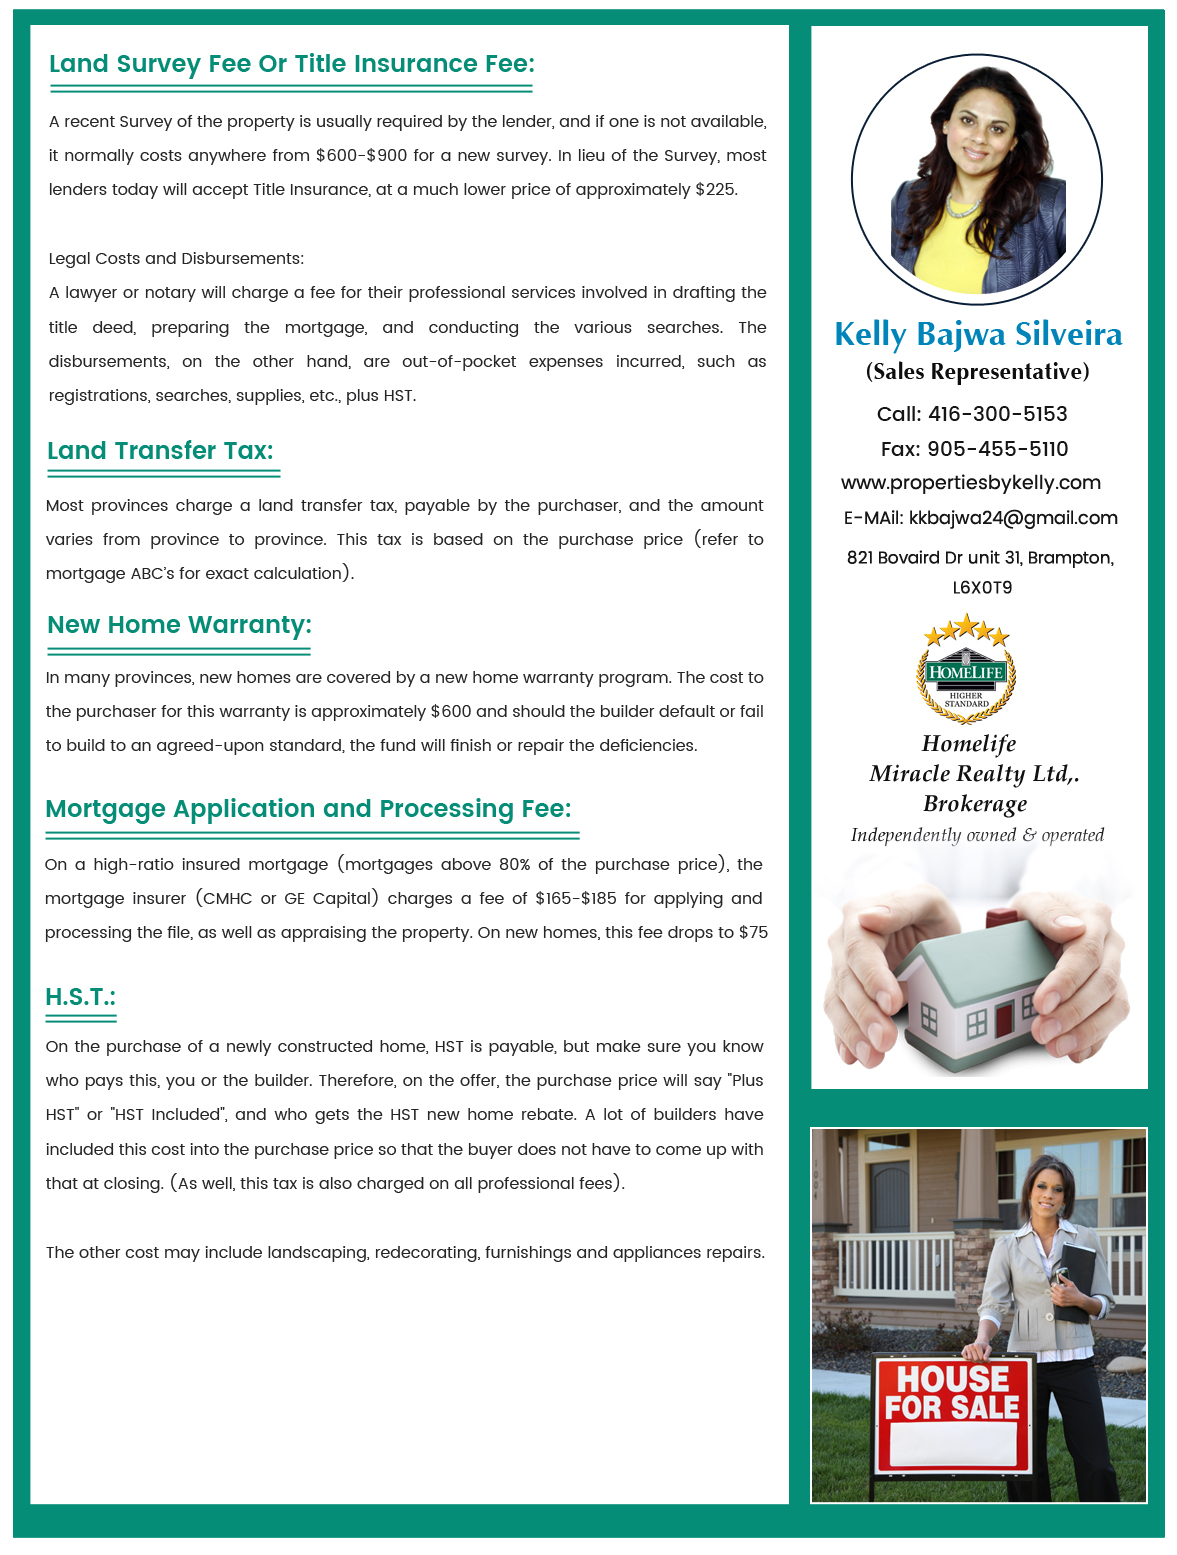 Land Survey Fee Or Title Insurance Fee:
A recent Survey of the property is usually required by the lender, and if one is not available,
it normally costs anywhere from $600-$900 for a new survey. In lieu of the Survey, most
lenders today will accept Title Insurance, at a much lower price of approximately $225.
Legal Costs and Disbursements:
A lawyer or notary will charge a fee for their professional services involved in drafting the
title deed, preparing the mortgage, and conducting the various searches. The
disbursements, on the other hand, are out-of-pocket expenses incurred, such as
registrations, searches, supplies, etc., plus HST.
Land Transfer Tax:
Most provinces charge a land transfer tax, payable by the purchaser, and the amount
varies from province to province. This tax is based on the purchase price (refer to
mortgage ABC's for exact calculation).
New Home Warranty:
In many provinces, new homes are covered by a new home warranty program. The cost to
the purchaser for this warranty is approximately $600 and should the builder default or fail
to build to an agreed-upon standard, the fund will finish or repair the deficiencies.
Mortgage Application and Processing Fee:
On a high-ratio insured mortgage (mortgages above 80% of the purchase price), the
mortgage insurer (CMHC or GE Capital) charges a fee of $165-$185 for applying and
processing the file, as well as appraising the property. On new homes, this fee drops to $75
H.S.T.:
On the purchase of a newly constructed home, HST is payable, but make sure you know
who pays this, you or the builder. Therefore, on the offer, the purchase price will say "Plus
HST" or "HST Included", and who gets the HST new home rebate. A lot of builders have
included this cost into the purchase price so that the buyer does not have to come up with
that at closing. (As well, this tax is also charged on all professional fees).
The other cost may include landscaping, redecorating, furnishings and appliances repairs.
Kelly Bajwa Silveira
(Sales Representative)
Call: 416-300-5153
Fax: 905-455-5110
www.propertiesbykelly.com
E-MAil: kkbajwa24@gmail.com
821 Bovaird Dr unit 31, Brampton,
L6X0T9
HOMELIFE
HIGHER
STANDARD
Homelife
Miracle Realty Ltd,.
Brokerage
Independently owned & operated
1004
HOUSE
FOR SALE